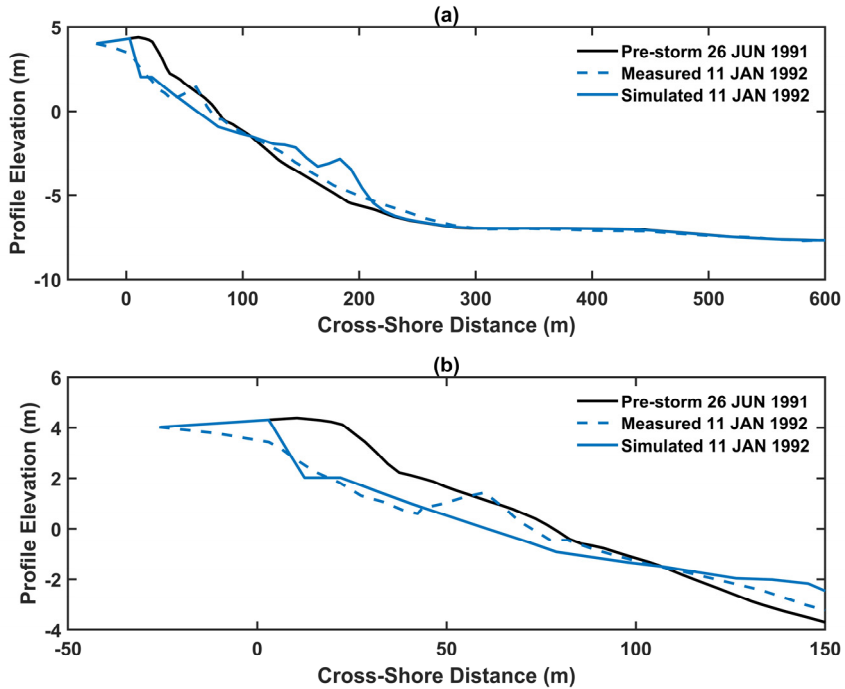 (a)
5
0
-5
-10
Profile Elevation (m)
Pre-storm 26 JUN 1991
Measured 11 JAN 1992
Simulated 11 JAN 1992
0 100 200 300 400 500 600
Cross-Shore Distance (m)
(b)
6
4
2
0
-2
-4
Profile Elevation (m)
Pre-storm 26 JUN 1991
Measured 11 JAN 1992
Simulated 11 JAN 1992
-50 0 50 100 150
Cross-Shore Distance (m)